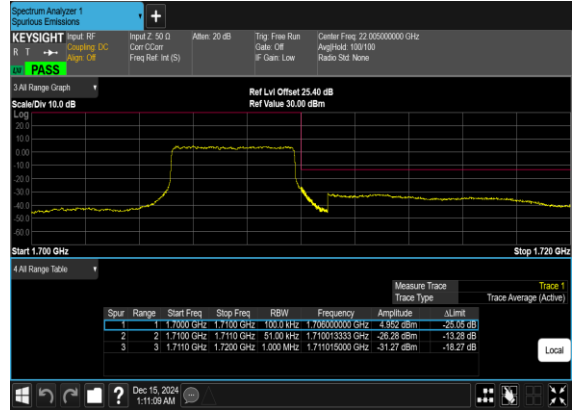 Spectrum Analyzer 1
Spurious Emissions
+
KEYSIGHT Input: RF Input Z: 50 Ω Atten: 20 dB Trig: Free Run Center Freq: 22.005000000 GHz
R T Coupling: DC Corr CCorr Gate: Off Avg|Hold: 100/100
Align: Off Freq Ref: Int (S) IF Gain: Low Radio Std: None
PASS
3 All Range Graph
Ref Lvl Offset 25.40 dB
Scale/Div 10.0 dB Ref Value 30.00 dBm
Log
20.0
10.0
0.00
-10.0
-20.0
-30.0
-40.0
-50.0
-60.0
Start 1.700 GHz Stop 1.720 GHz
4 All Range Table
Measure Trace Trace 1
Trace Type Trace Average (Active)
Spur Range Start Freq Stop Freq RBW Frequency Amplitude ΔLimit
1 1 1.7000 GHz 1.7100 GHz 100.0 kHz 1.706000000 GHz 4.952 dBm -25.05 dB
2 2 1.7100 GHz 1.7110 GHz 51.00 kHz 1.710013333 GHz -26.28 dBm -13.28 dB
3 3 1.7110 GHz 1.7200 GHz 1.000 MHz 1.711015000 GHz -31.27 dBm -18.27 dB
Local
? Dec 15, 2024
1:11:09 AM